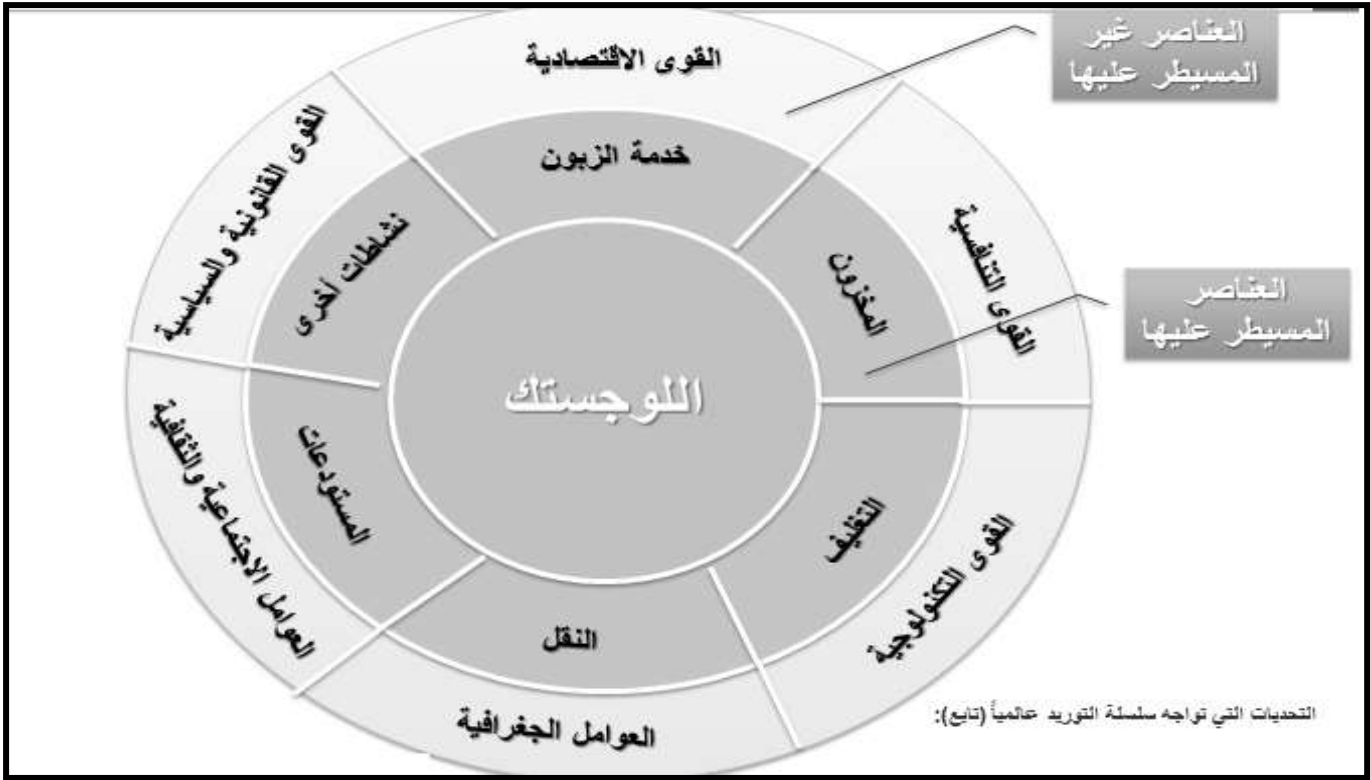 العناصر غير
المسيطر عليها
القوى الاقتصادية
القوى القانونية والسياسية
خدمة الزبون
القوى التنافسية
نشاطات أخرى
المخزون
العناصر
المسيطر عليها
اللوجستك
العوامل الاجتماعية والثقافية
المستودعات
التغليف
القوى التكنولوجية
النقل
العوامل الجغرافية
التحديات التي تواجه سلسلة التوريد عالمياً (تابع):